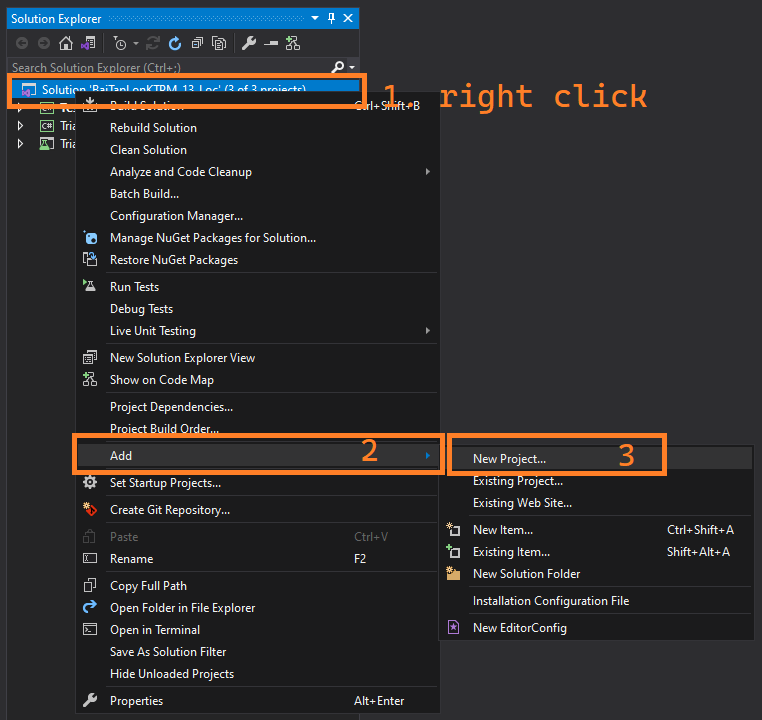 Solution Explorer
Search Solution Explorer (Ctrl+;)
Solution 'BaiTapLonKTPM_13_Loc' (3 of 3 projects)
1. right click
Build Solution Ctrl+Shift+B
Tria
Tria
Rebuild Solution
Clean Solution
Analyze and Code Cleanup
Batch Build...
Configuration Manager...
Manage NuGet Packages for Solution...
Restore NuGet Packages
Run Tests
Debug Tests
Live Unit Testing
New Solution Explorer View
Show on Code Map
Project Dependencies...
Project Build Order...
Add 2
Set Startup Projects...
Create Git Repository...
Paste Ctrl+V
Rename F2
Copy Full Path
Open Folder in File Explorer
Open in Terminal
Save As Solution Filter
Hide Unloaded Projects
Properties Alt+Enter
New Project... 3
Existing Project...
Existing Web Site...
New Item... Ctrl+Shift+A
Existing Item... Shift+Alt+A
New Solution Folder
Installation Configuration File
New EditorConfig